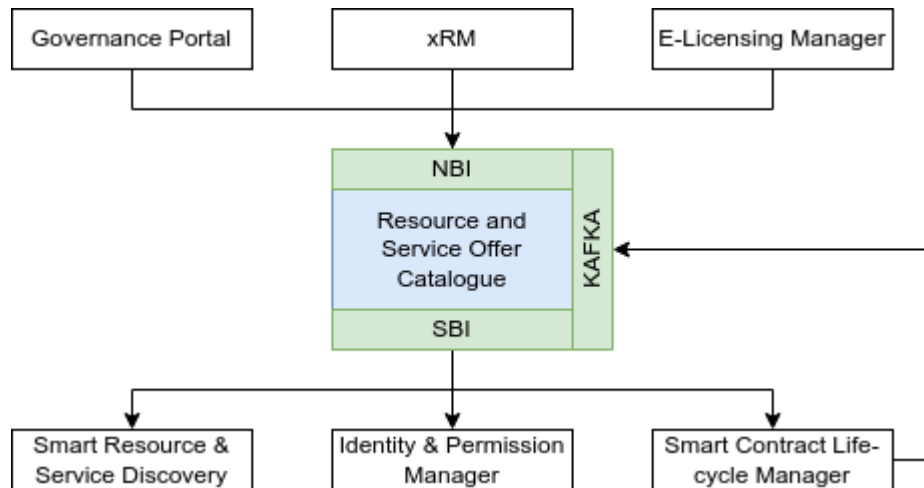 Governance Portal
xRM
E-Licensing Manager
NBI
Resource and
Service Offer
Catalogue
KAFKA
SBI
Smart Resource &
Service Discovery
Identity & Permission
Manager
Smart Contract Life-
cycle Manager